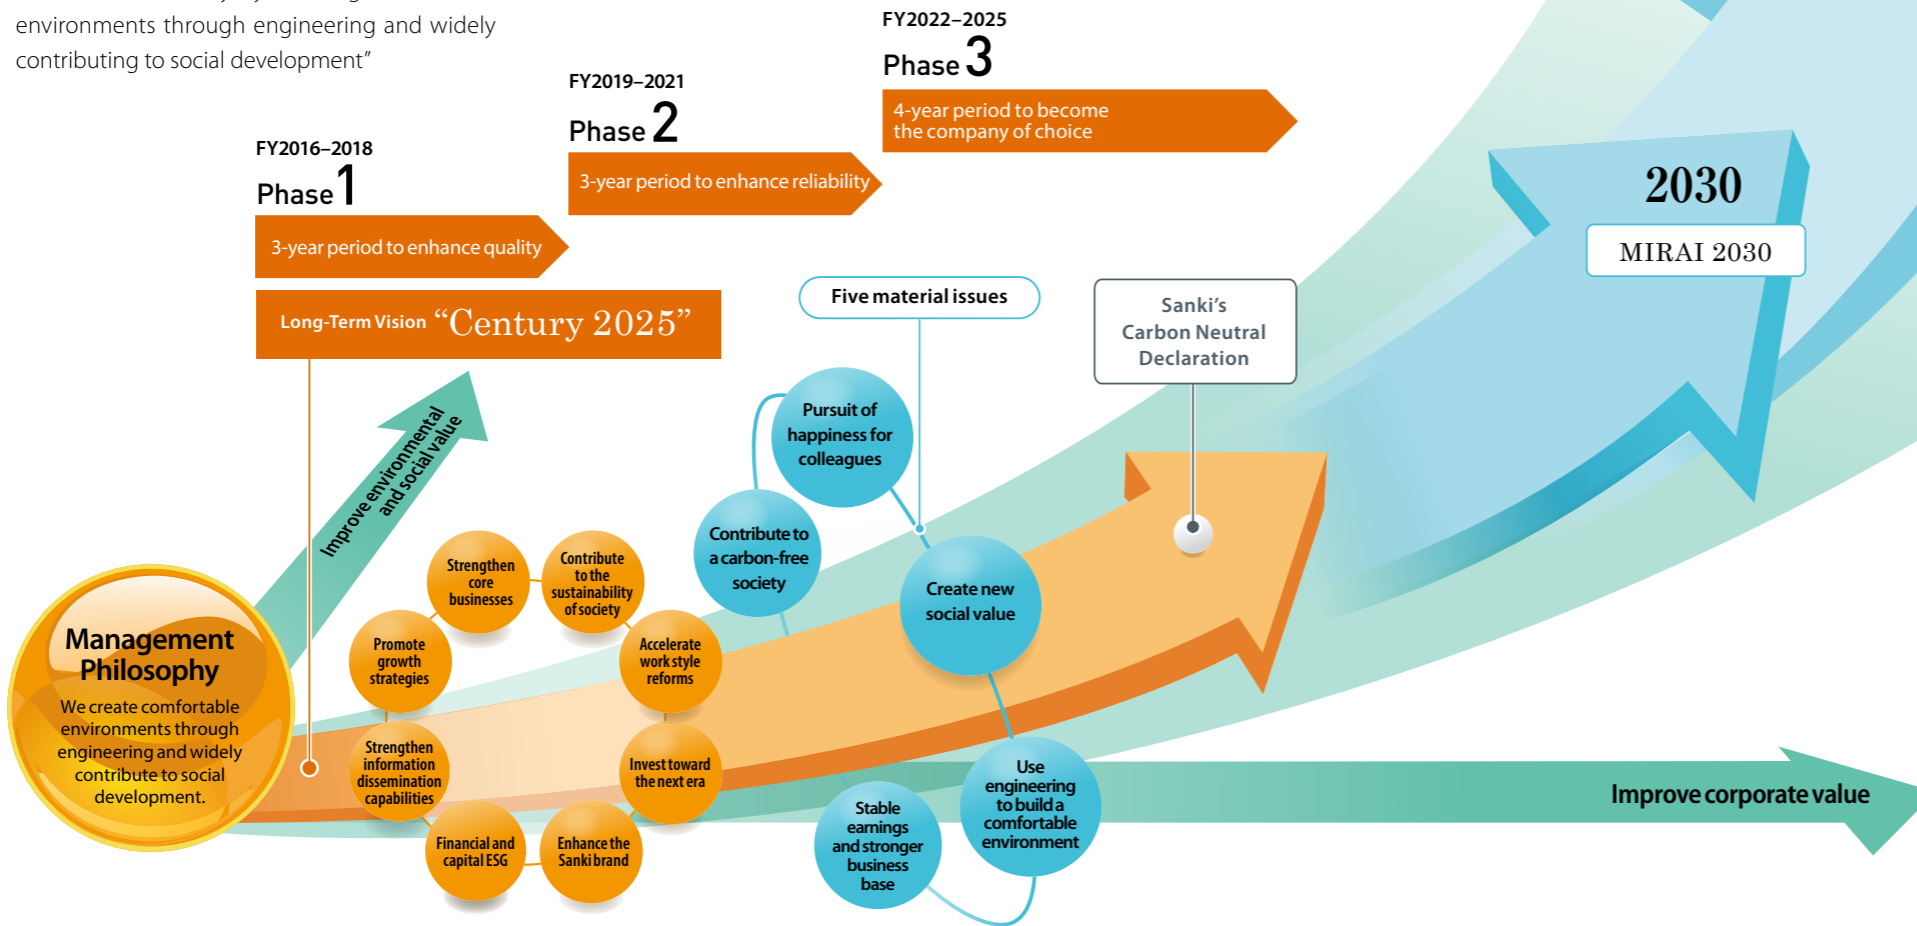 environments through engineering and widely
contributing to social development”
FY2016–2018
Phase 1
3-year period to enhance quality
FY2019–2021
Phase 2
3-year period to enhance reliability
FY2022–2025
Phase 3
4-year period to become
the company of choice
Long-Term Vision “Century 2025”
2030
MIRAI 2030
Five material issues
Sanki’s
Carbon Neutral
Declaration
Improve environmental
and social value
Management
Philosophy
We create comfortable
environments through
engineering and widely
contribute to social
development.
Strengthen
core
businesses
Contribute
to the
sustainability
of society
Promote
growth
strategies
Accelerate
work style
reforms
Strengthen
information
dissemination
capabilities
Invest toward
the next era
Financial and
capital ESG
Enhance the
Sanki brand
Pursuit of
happiness for
colleagues
Contribute to
a carbon-free
society
Create new
social value
Use
engineering
to build a
comfortable
environment
Stable
earnings
and stronger
business
base
Improve corporate value